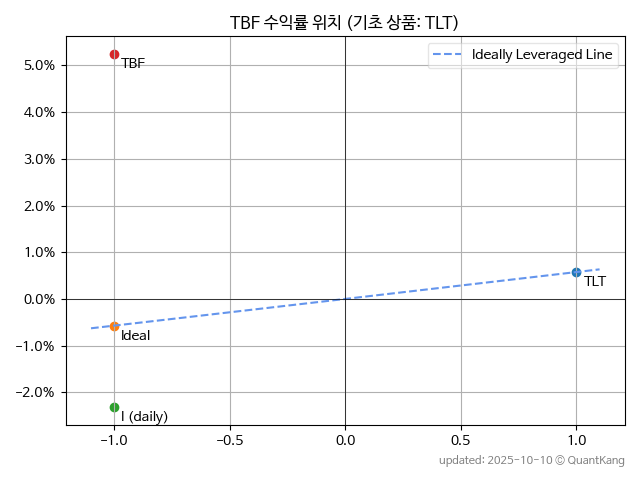 TBF 수익률 위치 (기초 상품: TLT)
Ideally Leveraged Line
5.0%
4.0%
3.0%
2.0%
1.0%
0.0%
−1.0%
−2.0%
TBF
TLT
Ideal
I (daily)
−1.0 −0.5 0.0 0.5 1.0
updated: 2025-10-10 © QuantKang